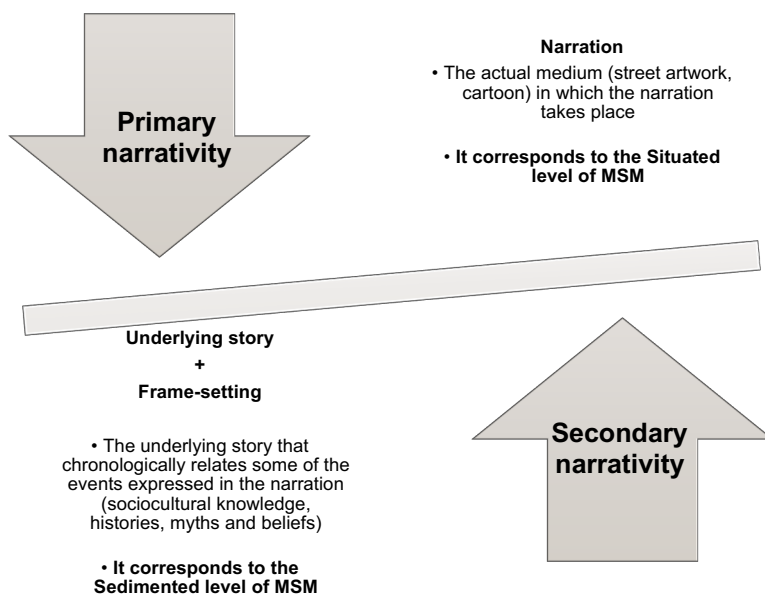 Primary
narrativity
Narration
• The actual medium (street artwork,
cartoon) in which the narration
takes place
• It corresponds to the Situated
level of MSM
Underlying story
+
Frame-setting
• The underlying story that
chronologically relates some of the
events expressed in the narration
(sociocultural knowledge,
histories, myths and beliefs)
• It corresponds to the
Sedimented level of MSM
Secondary
narrativity